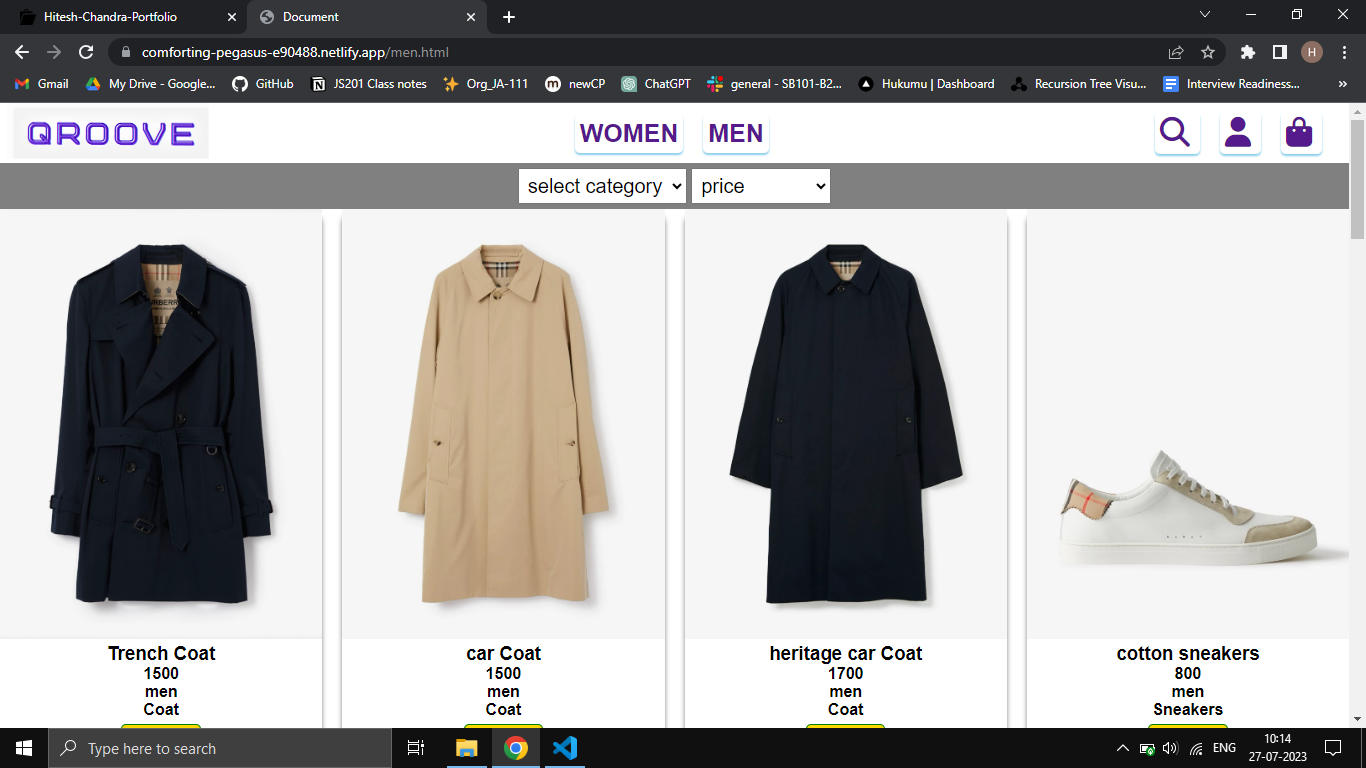 Hitesh-Chandra-Portfolio
Document
comforting-pegasus-e90488.netlify.app/men.html
H
Gmail
My Drive - Google...
GitHub
JS201 Class notes
Org_JA-111
newCP
ChatGPT
general - SB101-B2...
Hukumu | Dashboard
Recursion Tree Visu...
Interview Readiness...
»
QROOVE
WOMEN
MEN
select category
price
Trench Coat
1500
men
Coat
car Coat
1500
men
Coat
heritage car Coat
1700
men
Coat
cotton sneakers
800
men
Sneakers
Type here to search
ENG
10:14
27-07-2023